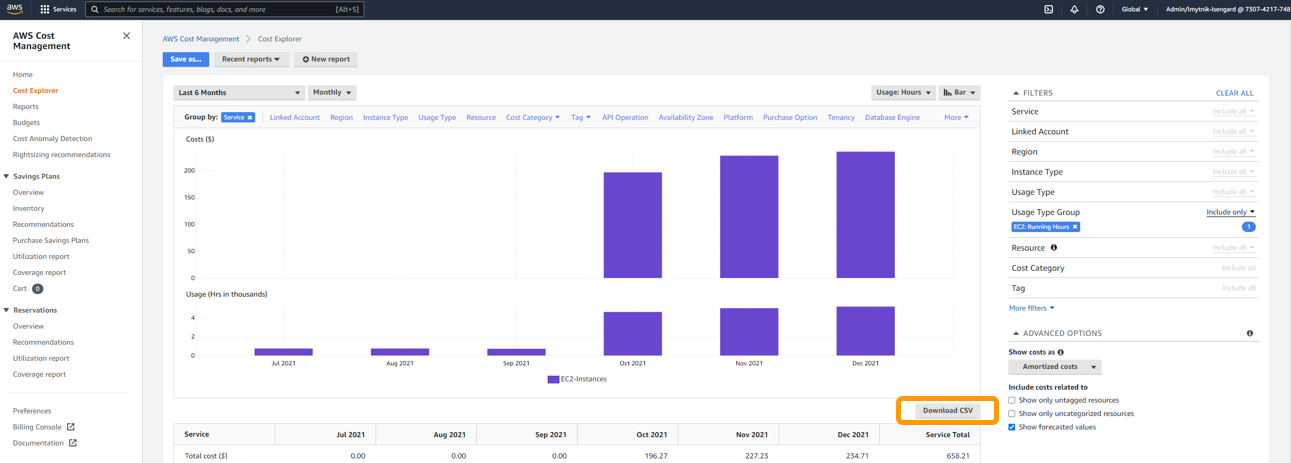 aws
Services
Search for services, features, blogs, docs, and more
[Alt+S]
Global
Admin/lmytnik-Isengard @ 7307-4217-748
AWS Cost
Management
Home
Cost Explorer
Reports
Budgets
Cost Anomaly Detection
Rightsizing recommendations
Savings Plans
Overview
Inventory
Recommendations
Purchase Savings Plans
Utilization report
Coverage report
Cart 0
Reservations
Overview
Recommendations
Utilization report
Coverage report
Preferences
Billing Console
Documentation
AWS Cost Management > Cost Explorer
Save as... Recent reports New report
Last 6 Months Monthly Usage: Hours Bar
Group by: Service Linked Account Region Instance Type Usage Type Resource Cost Category Tag API Operation Availability Zone Platform Purchase Option Tenancy Database Engine More
Costs ($)
200
150
100
50
0
Usage (Hrs in thousands)
4
2
0
Jul 2021 Aug 2021 Sep 2021 Oct 2021 Nov 2021 Dec 2021
EC2-Instances
Download CSV
Service Jul 2021 Aug 2021 Sep 2021 Oct 2021 Nov 2021 Dec 2021 Service Total
Total cost ($) 0.00 0.00 0.00 196.27 227.23 234.71 658.21
FILTERS CLEAR ALL
Service Include all
Linked Account Include all
Region Include all
Instance Type Include all
Usage Type Include all
Usage Type Group Include only
EC2: Running Hours 1
Resource Include all
Cost Category Include all
Tag Include all
More filters
ADVANCED OPTIONS
Show costs as
Amortized costs
Include costs related to
Show only untagged resources
Show only uncategorized resources
Show forecasted values